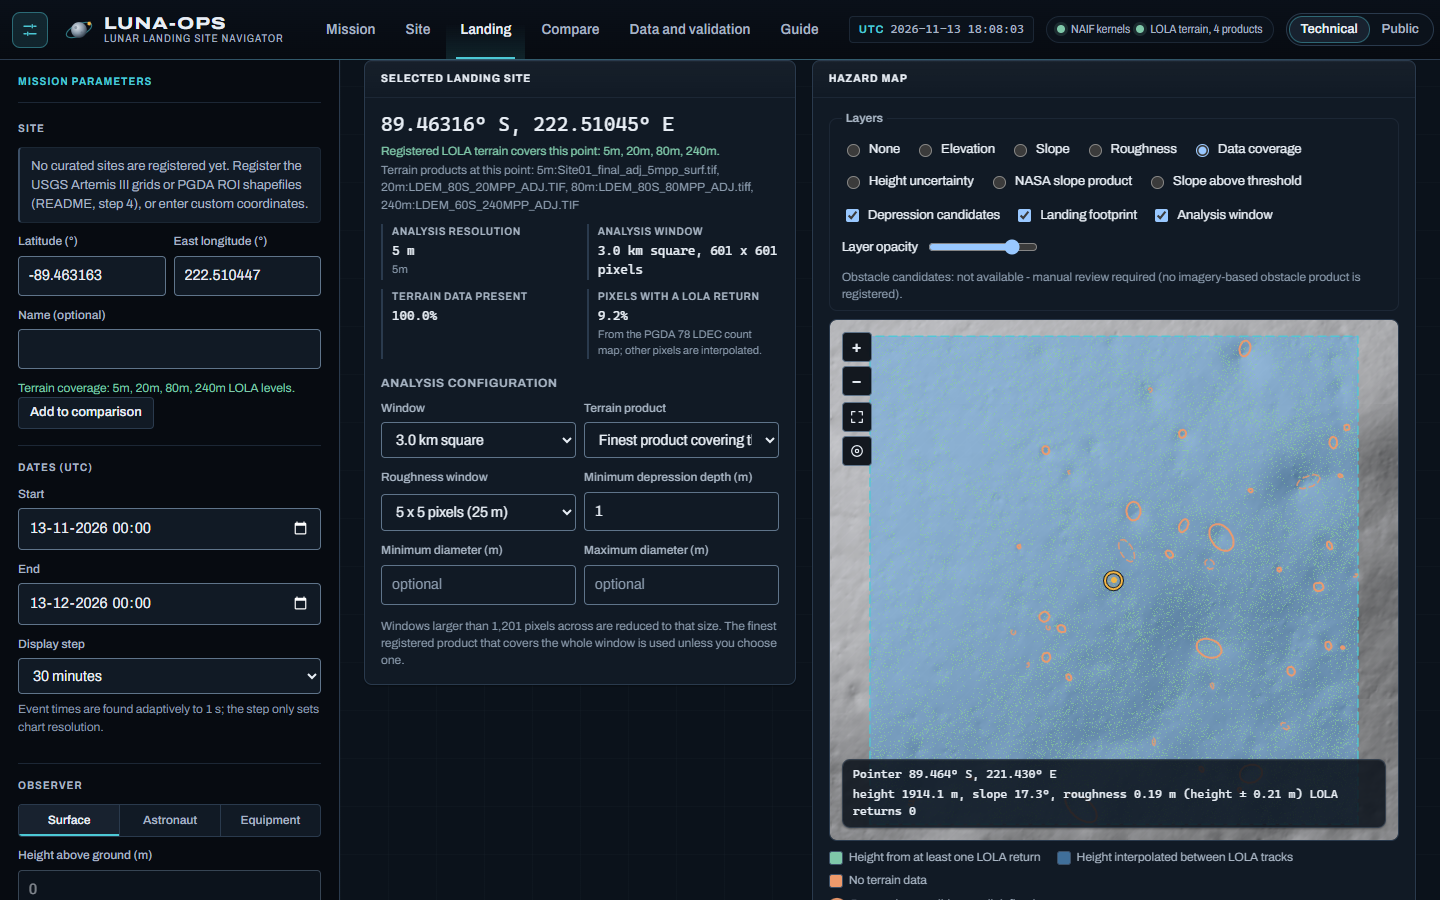 LUNA-OPS
LUNAR LANDING SITE NAVIGATOR
Mission
Site
Landing
Compare
Data and validation
Guide
UTC 2026-11-13 18:08:03
NAIF kernels
LOLA terrain, 4 products
Technical
Public
MISSION PARAMETERS
SITE
No curated sites are registered yet. Register the
USGS Artemis III grids or PGDA ROI shapefiles
(README, step 4), or enter custom coordinates.
Latitude (°)
East longitude (°)
-89.463163
222.510447
Name (optional)
Terrain coverage: 5m, 20m, 80m, 240m LOLA levels.
Add to comparison
DATES (UTC)
Start
13-11-2026 00:00
End
13-12-2026 00:00
Display step
30 minutes
Event times are found adaptively to 1 s; the step only sets
chart resolution.
OBSERVER
Surface
Astronaut
Equipment
Height above ground (m)
0
SELECTED LANDING SITE
89.46316° S, 222.51045° E
Registered LOLA terrain covers this point: 5m, 20m, 80m, 240m.
Terrain products at this point: 5m:Site01_final_adj_5mpp_surf.tif,
20m:LDEM_80S_20MPP_ADJ.TIF, 80m:LDEM_80S_80MPP_ADJ.tiff,
240m:LDEM_60S_240MPP_ADJ.TIF
ANALYSIS RESOLUTION
5 m
5m
ANALYSIS WINDOW
3.0 km square, 601 x 601
pixels
TERRAIN DATA PRESENT
100.0%
PIXELS WITH A LOLA RETURN
9.2%
From the PGDA 78 LDEC count
map; other pixels are interpolated.
ANALYSIS CONFIGURATION
Window
Terrain product
3.0 km square
Finest product covering t
Roughness window
Minimum depression depth (m)
5 x 5 pixels (25 m)
1
Minimum diameter (m)
Maximum diameter (m)
optional
optional
Windows larger than 1,201 pixels across are reduced to that size. The finest
registered product that covers the whole window is used unless you choose
one.
HAZARD MAP
Layers
None
Elevation
Slope
Roughness
Data coverage
Height uncertainty
NASA slope product
Slope above threshold
Depression candidates
Landing footprint
Analysis window
Layer opacity
Obstacle candidates: not available - manual review required (no imagery-based obstacle product is
registered).
+
−
Pointer 89.464° S, 221.430° E
height 1914.1 m, slope 17.3°, roughness 0.19 m (height ± 0.21 m) LOLA
returns 0
Height from at least one LOLA return
Height interpolated between LOLA tracks
No terrain data